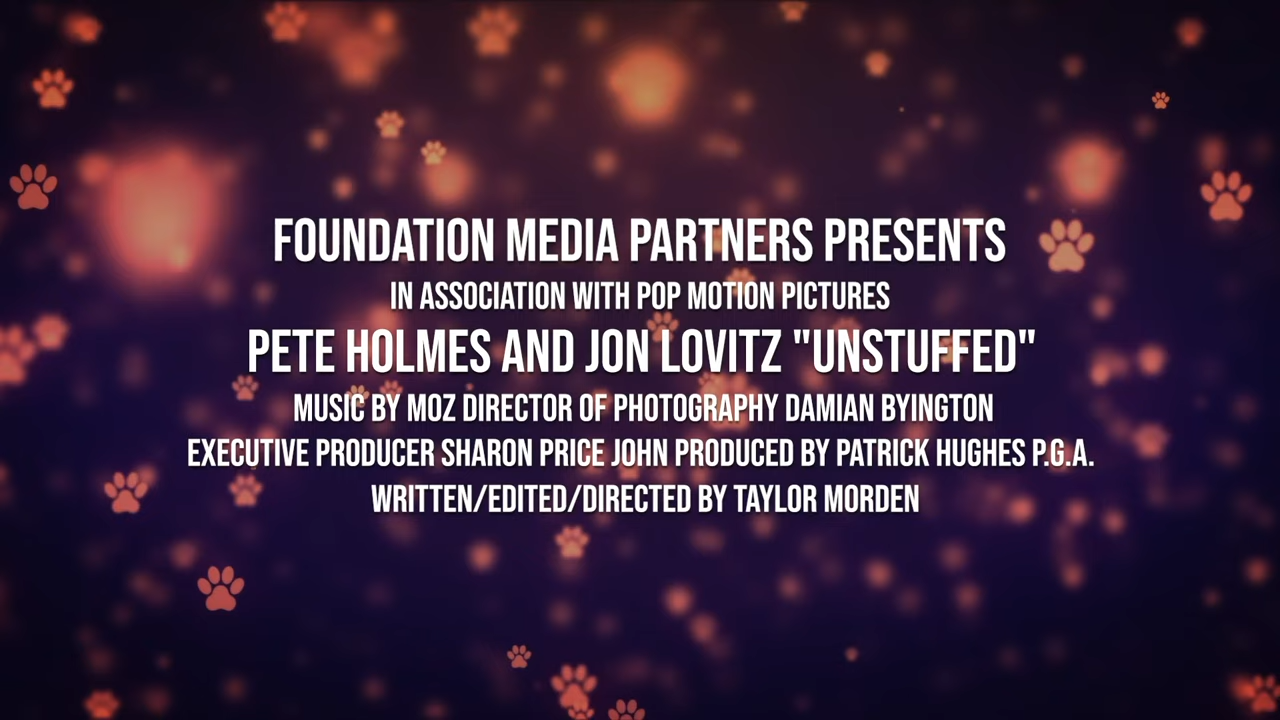 FOUNDATION MEDIA PARTNERS PRESENTS
IN ASSOCIATION WITH POP MOTION PICTURES
PETE HOLMES AND JON LOVITZ "UNSTUFFED"
MUSIC BY MOZ DIRECTOR OF PHOTOGRAPHY DAMIAN BYINGTON
EXECUTIVE PRODUCER SHARON PRICE JOHN PRODUCED BY PATRICK HUGHES P.G.A.
WRITTEN/EDITED/DIRECTED BY TAYLOR MORDEN